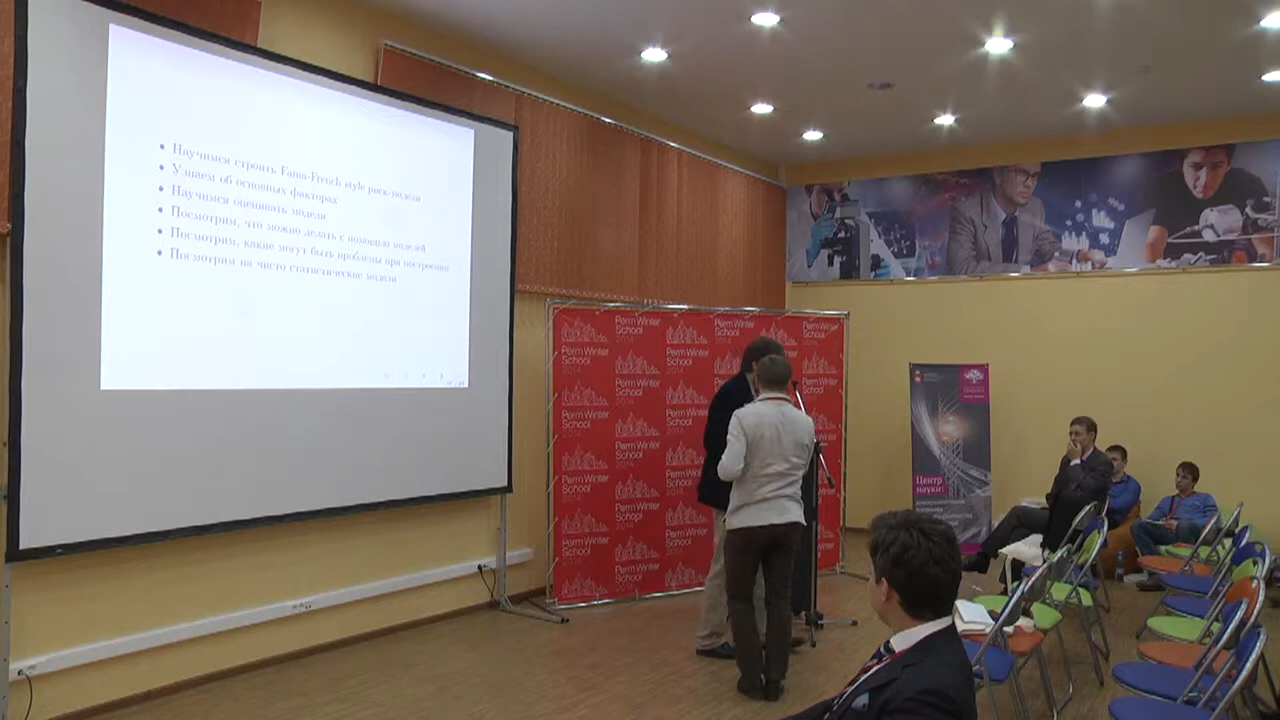 • Научимся строить Fama-French style риск-модели
• Узнаем об основных факторах
• Научимся оценивать модели
• Посмотрим, что можно делать с помощью моделей
• Посмотрим, какие могут быть проблемы при построении
• Посмотрим на чисто статистические модели
Perm Winter
School
2014
Центр
науки: